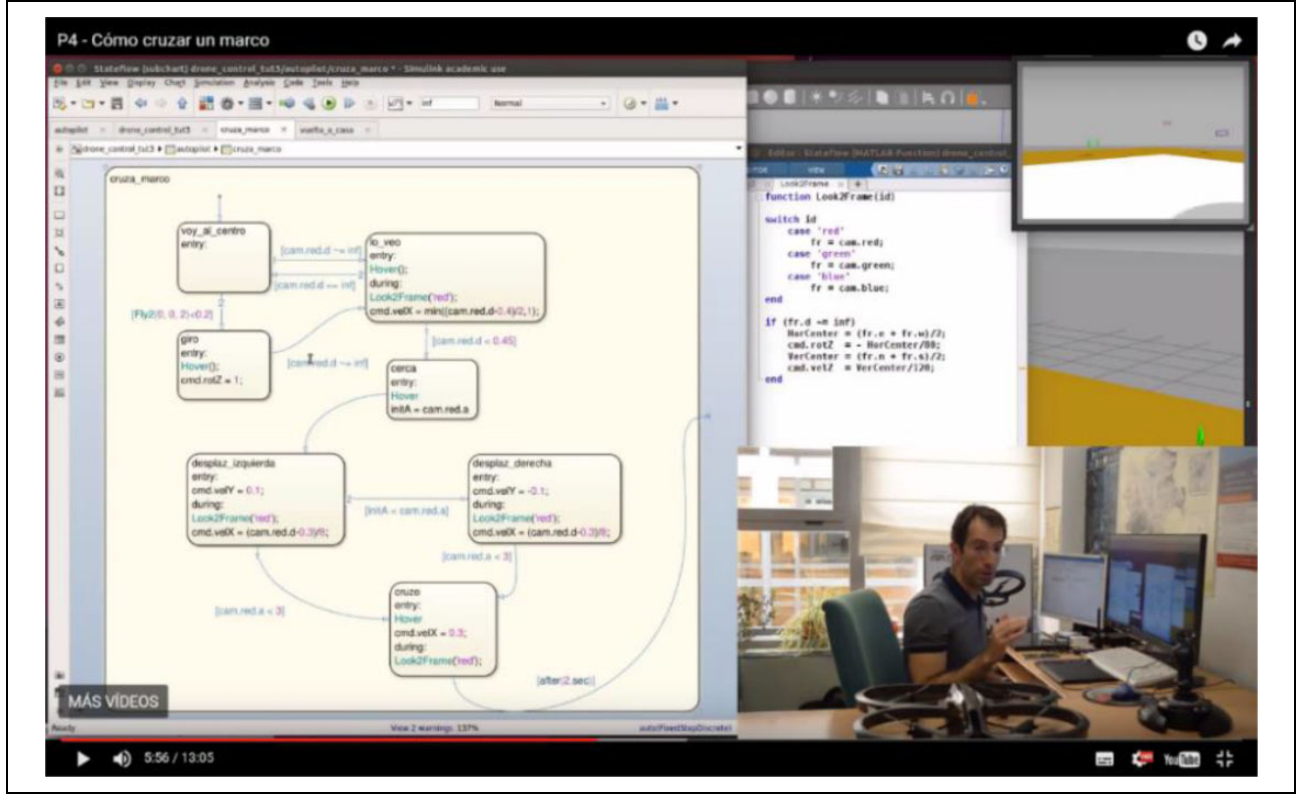 P4 - Cómo cruzar un marco
Stateflow (subchart) drone_control_tut3/autopilot/cruza_marco * - Simulink academic use
File Edit View Display Chart Simulation Analysis Code Tools Help
inf
Normal
autopilot
drone_control_tut3
cruza_marco
vuelta_a_casa
drone_control_tut3
autopilot
cruza_marco
cruza_marco
voy_al_centro
entry:
[cam.red.d ~= inf]
[cam.red.d == inf]
lo_veo
entry:
Hover();
during:
Look2Frame('red');
cmd.velX = min((cam.red.d-0.4)/2,1);
2
2
[Fly2(0, 0, 2)<0.2]
giro
entry:
Hover();
cmd.rotZ = 1;
[cam.red.d ~= inf]
[cam.red.d < 0.45]
cerca
entry:
Hover
initA = cam.red.a
desplaz_izquierda
entry:
cmd.velY = 0.1;
during:
Look2Frame('red');
cmd.velX = (cam.red.d-0.3)/8;
2
[initA < cam.red.a]
desplaz_derecha
entry:
cmd.velY = -0.1;
during:
Look2Frame('red');
cmd.velX = (cam.red.d-0.3)/8;
[cam.red.a < 3]
[cam.red.a < 3]
cruzo
entry:
Hover
cmd.velX = 0.3;
during:
Look2Frame('red');
[after(2,sec)]
Ready
View 2 warnings
137%
auto(FixedStepDiscrete)
Editor - Stateflow (MATLAB Function) drone_control_
VIEW
Look2Frame
function Look2Frame(id)
switch id
case 'red'
fr = cam.red;
case 'green'
fr = cam.green;
case 'blue'
fr = cam.blue;
end
if (fr.d ~= inf)
HorCenter = (fr.e + fr.w)/2;
cmd.rotZ = - HorCenter/80;
VerCenter = (fr.n + fr.s)/2;
cmd.velZ = VerCenter/120;
end
MÁS VÍDEOS
5:56 / 13:05
YouTube